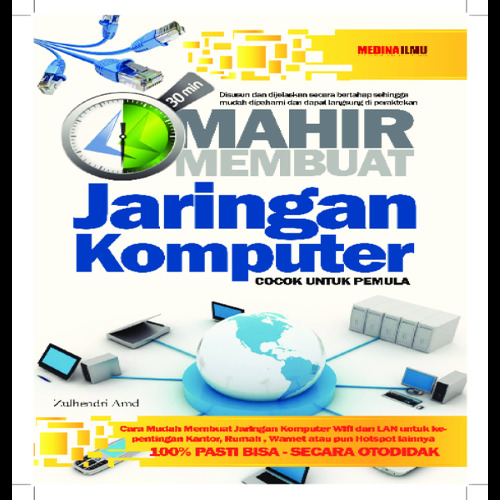 MEDINAILMU
30 min
Disusun dan dijelaskan secara bertahap sehingga
mudah dipahami dan dapat langsung di peraktekan
MAHIR
MEMBUAT
Jaringan
Komputer
COCOK UNTUK PEMULA
Zulhendri Amd
Cara Mudah Membuat Jaringan Komputer Wifi dan LAN untuk ke-
pentingan Kantor, Rumah , Warnet atau pun Hotspot lainnya
100% PASTI BISA - SECARA OTODIDAK